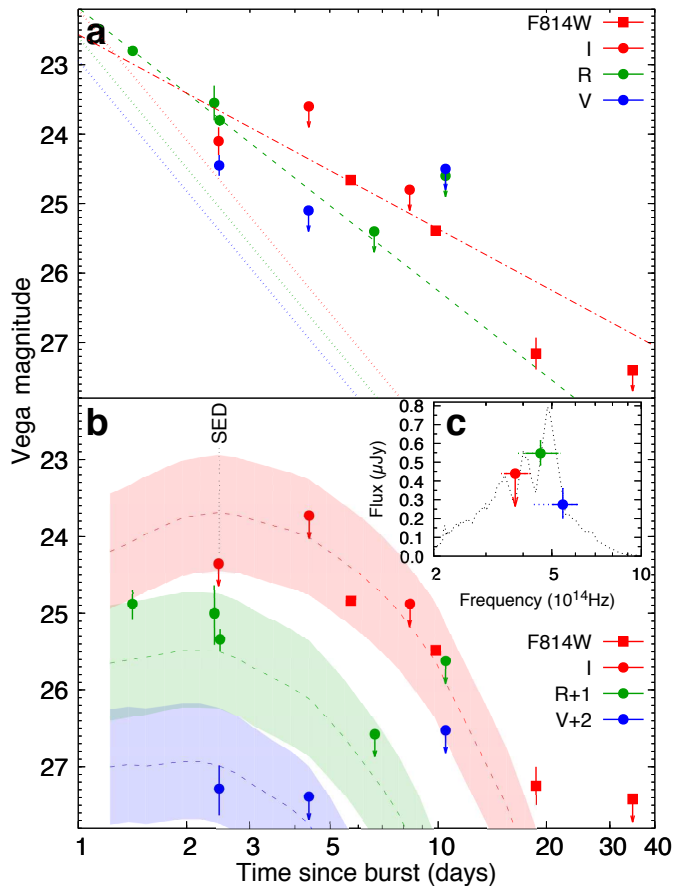 a
F814W
I
R
V
23
24
25
26
27
Vega magnitude
b
SED
23
24
25
26
27
c
Flux (μJy)
0.8
0.7
0.6
0.5
0.4
0.3
0.2
0.1
0.0
2
5
10
Frequency (10¹⁴Hz)
F814W
I
R+1
V+2
1
2
3
5
10
20
30
40
Time since burst (days)